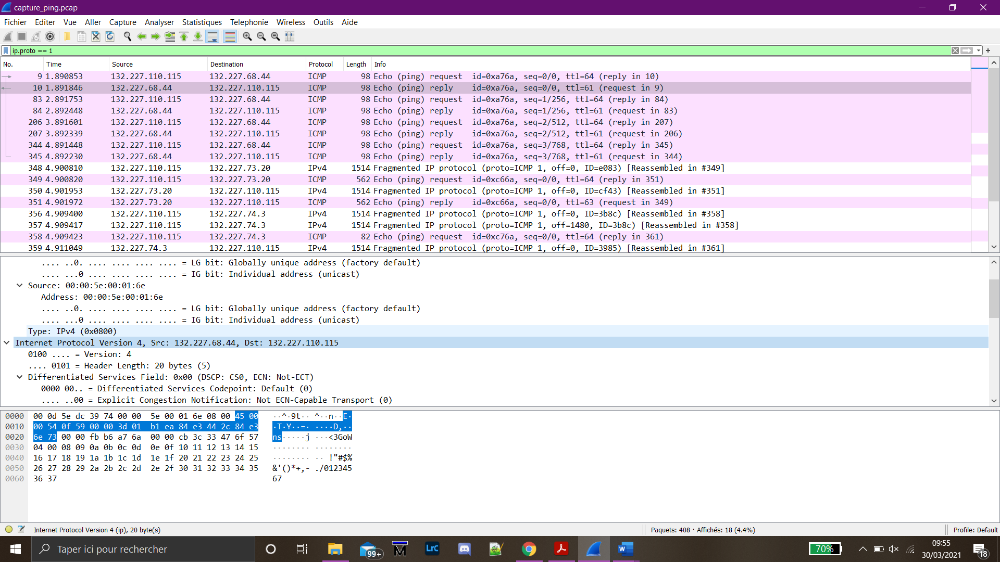 capture_ping.pcap
Fichier Editer Vue Aller Capture Analyser Statistiques Telephonie Wireless Outils Aide
ip.proto == 1
No. Time Source Destination Protocol Length Info
9 1.890853 132.227.110.115 132.227.68.44 ICMP 98 Echo (ping) request id=0xa76a, seq=0/0, ttl=64 (reply in 10)
10 1.891846 132.227.68.44 132.227.110.115 ICMP 98 Echo (ping) reply id=0xa76a, seq=0/0, ttl=61 (request in 9)
83 2.891753 132.227.110.115 132.227.68.44 ICMP 98 Echo (ping) request id=0xa76a, seq=1/256, ttl=64 (reply in 84)
84 2.892448 132.227.68.44 132.227.110.115 ICMP 98 Echo (ping) reply id=0xa76a, seq=1/256, ttl=61 (request in 83)
206 3.891601 132.227.110.115 132.227.68.44 ICMP 98 Echo (ping) request id=0xa76a, seq=2/512, ttl=64 (reply in 207)
207 3.892339 132.227.68.44 132.227.110.115 ICMP 98 Echo (ping) reply id=0xa76a, seq=2/512, ttl=61 (request in 206)
344 4.891448 132.227.110.115 132.227.68.44 ICMP 98 Echo (ping) request id=0xa76a, seq=3/768, ttl=64 (reply in 345)
345 4.892230 132.227.68.44 132.227.110.115 ICMP 98 Echo (ping) reply id=0xa76a, seq=3/768, ttl=61 (request in 344)
348 4.900810 132.227.110.115 132.227.73.20 IPv4 1514 Fragmented IP protocol (proto=ICMP 1, off=0, ID=e083) [Reassembled in #349]
349 4.900820 132.227.110.115 132.227.73.20 ICMP 562 Echo (ping) request id=0xc66a, seq=0/0, ttl=64 (reply in 351)
350 4.901953 132.227.73.20 132.227.110.115 IPv4 1514 Fragmented IP protocol (proto=ICMP 1, off=0, ID=cf43) [Reassembled in #351]
351 4.901972 132.227.73.20 132.227.110.115 ICMP 562 Echo (ping) reply id=0xc66a, seq=0/0, ttl=63 (request in 349)
356 4.909400 132.227.110.115 132.227.74.3 IPv4 1514 Fragmented IP protocol (proto=ICMP 1, off=0, ID=3b8c) [Reassembled in #358]
357 4.909417 132.227.110.115 132.227.74.3 IPv4 1514 Fragmented IP protocol (proto=ICMP 1, off=1480, ID=3b8c) [Reassembled in #358]
358 4.909423 132.227.110.115 132.227.74.3 ICMP 82 Echo (ping) request id=0xc76a, seq=0/0, ttl=64 (reply in 361)
359 4.911049 132.227.74.3 132.227.110.115 IPv4 1514 Fragmented IP protocol (proto=ICMP 1, off=0, ID=3985) [Reassembled in #361]
.... ..0. .... .... .... .... = LG bit: Globally unique address (factory default)
.... ...0 .... .... .... .... = IG bit: Individual address (unicast)
Source: 00:00:5e:00:01:6e
Address: 00:00:5e:00:01:6e
.... ..0. .... .... .... .... = LG bit: Globally unique address (factory default)
.... ...0 .... .... .... .... = IG bit: Individual address (unicast)
Type: IPv4 (0x0800)
Internet Protocol Version 4, Src: 132.227.68.44, Dst: 132.227.110.115
0100 .... = Version: 4
.... 0101 = Header Length: 20 bytes (5)
Differentiated Services Field: 0x00 (DSCP: CS0, ECN: Not-ECT)
0000 00.. = Differentiated Services Codepoint: Default (0)
.... ..00 = Explicit Congestion Notification: Not ECN-Capable Transport (0)
0000 00 0d 5e dc 39 74 00 00 5e 00 01 6e 08 00 45 00 ··^·9t·· ^··n··E·
0010 00 54 0f 59 00 00 3d 01 b1 ea 84 e3 44 2c 84 e3 ·T·Y··=· ····D,··
0020 6e 73 00 00 fb b6 a7 6a 00 00 cb 3c 33 47 6f 57 ns·····j ···<3GoW
0030 04 00 08 09 0a 0b 0c 0d 0e 0f 10 11 12 13 14 15 ········ ········
0040 16 17 18 19 1a 1b 1c 1d 1e 1f 20 21 22 23 24 25 ········ ·· !"#$%
0050 26 27 28 29 2a 2b 2c 2d 2e 2f 30 31 32 33 34 35 &'()*+,- ./012345
0060 36 37 67
Internet Protocol Version 4 (ip), 20 byte(s)
Paquets: 408 · Affichés: 18 (4.4%)
Profile: Default
Taper ici pour rechercher
99+
LrC
70%
09:55
30/03/2021
18